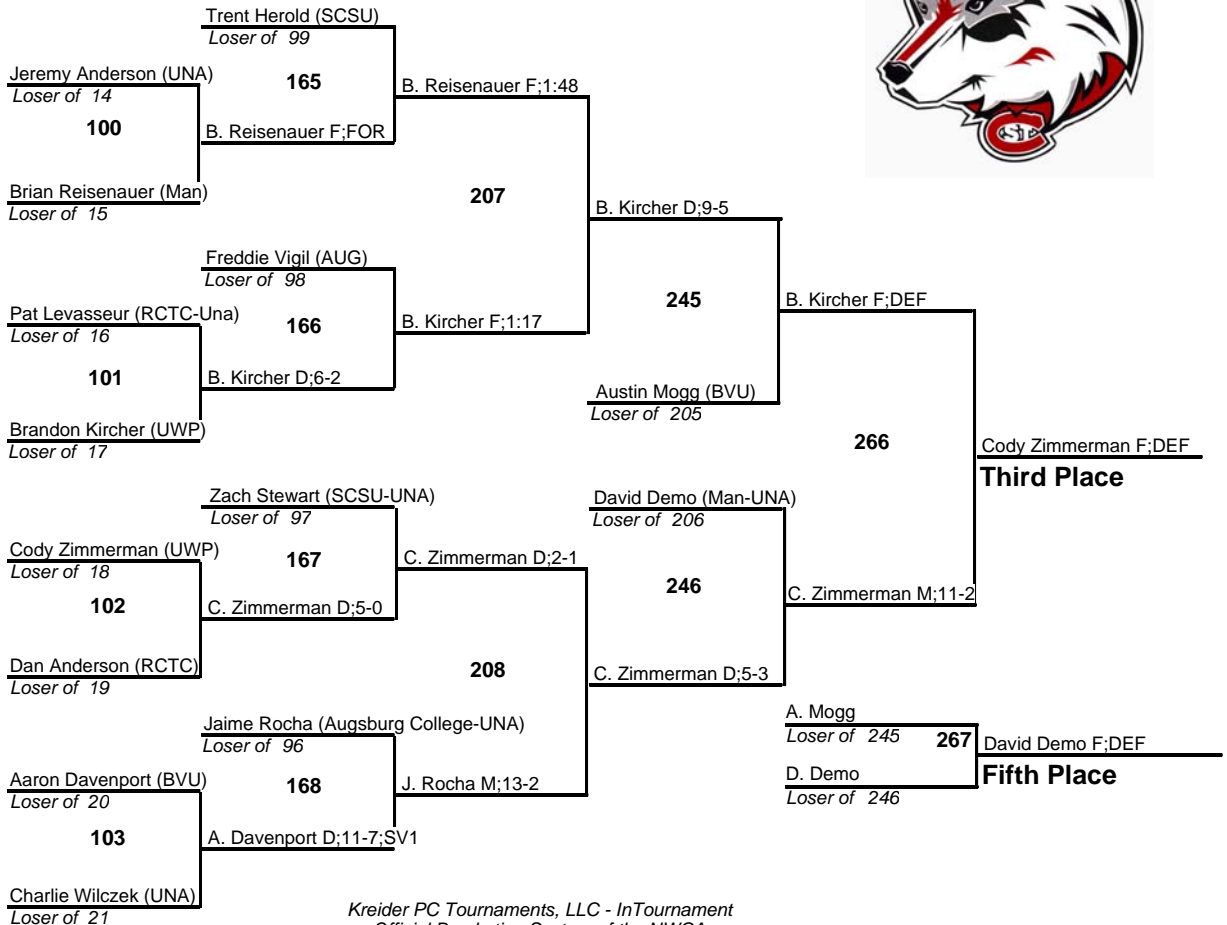 Trent Herold (SCSU)
Loser of 99
Jeremy Anderson (UNA)
Loser of 14
165
B. Reisenauer F;1:48
100
B. Reisenauer F;FOR
Brian Reisenauer (Man)
Loser of 15
207
B. Kircher D;9-5
Freddie Vigil (AUG)
Loser of 98
Pat Levasseur (RCTC-Una)
Loser of 16
166
B. Kircher F;1:17
245
B. Kircher F;DEF
101
B. Kircher D;6-2
Austin Mogg (BVU)
Loser of 205
Brandon Kircher (UWP)
Loser of 17
266
Cody Zimmerman F;DEF
Third Place
Zach Stewart (SCSU-UNA)
Loser of 97
David Demo (Man-UNA)
Loser of 206
Cody Zimmerman (UWP)
Loser of 18
167
C. Zimmerman D;2-1
246
C. Zimmerman M;11-2
102
C. Zimmerman D;5-0
Dan Anderson (RCTC)
Loser of 19
208
C. Zimmerman D;5-3
Jaime Rocha (Augsburg College-UNA)
Loser of 96
A. Mogg
Loser of 245
267
David Demo F;DEF
Fifth Place
D. Demo
Loser of 246
Aaron Davenport (BVU)
Loser of 20
168
J. Rocha M;13-2
103
A. Davenport D;11-7;SV1
Charlie Wilczek (UNA)
Loser of 21
Kreider PC Tournaments, LLC - InTournament